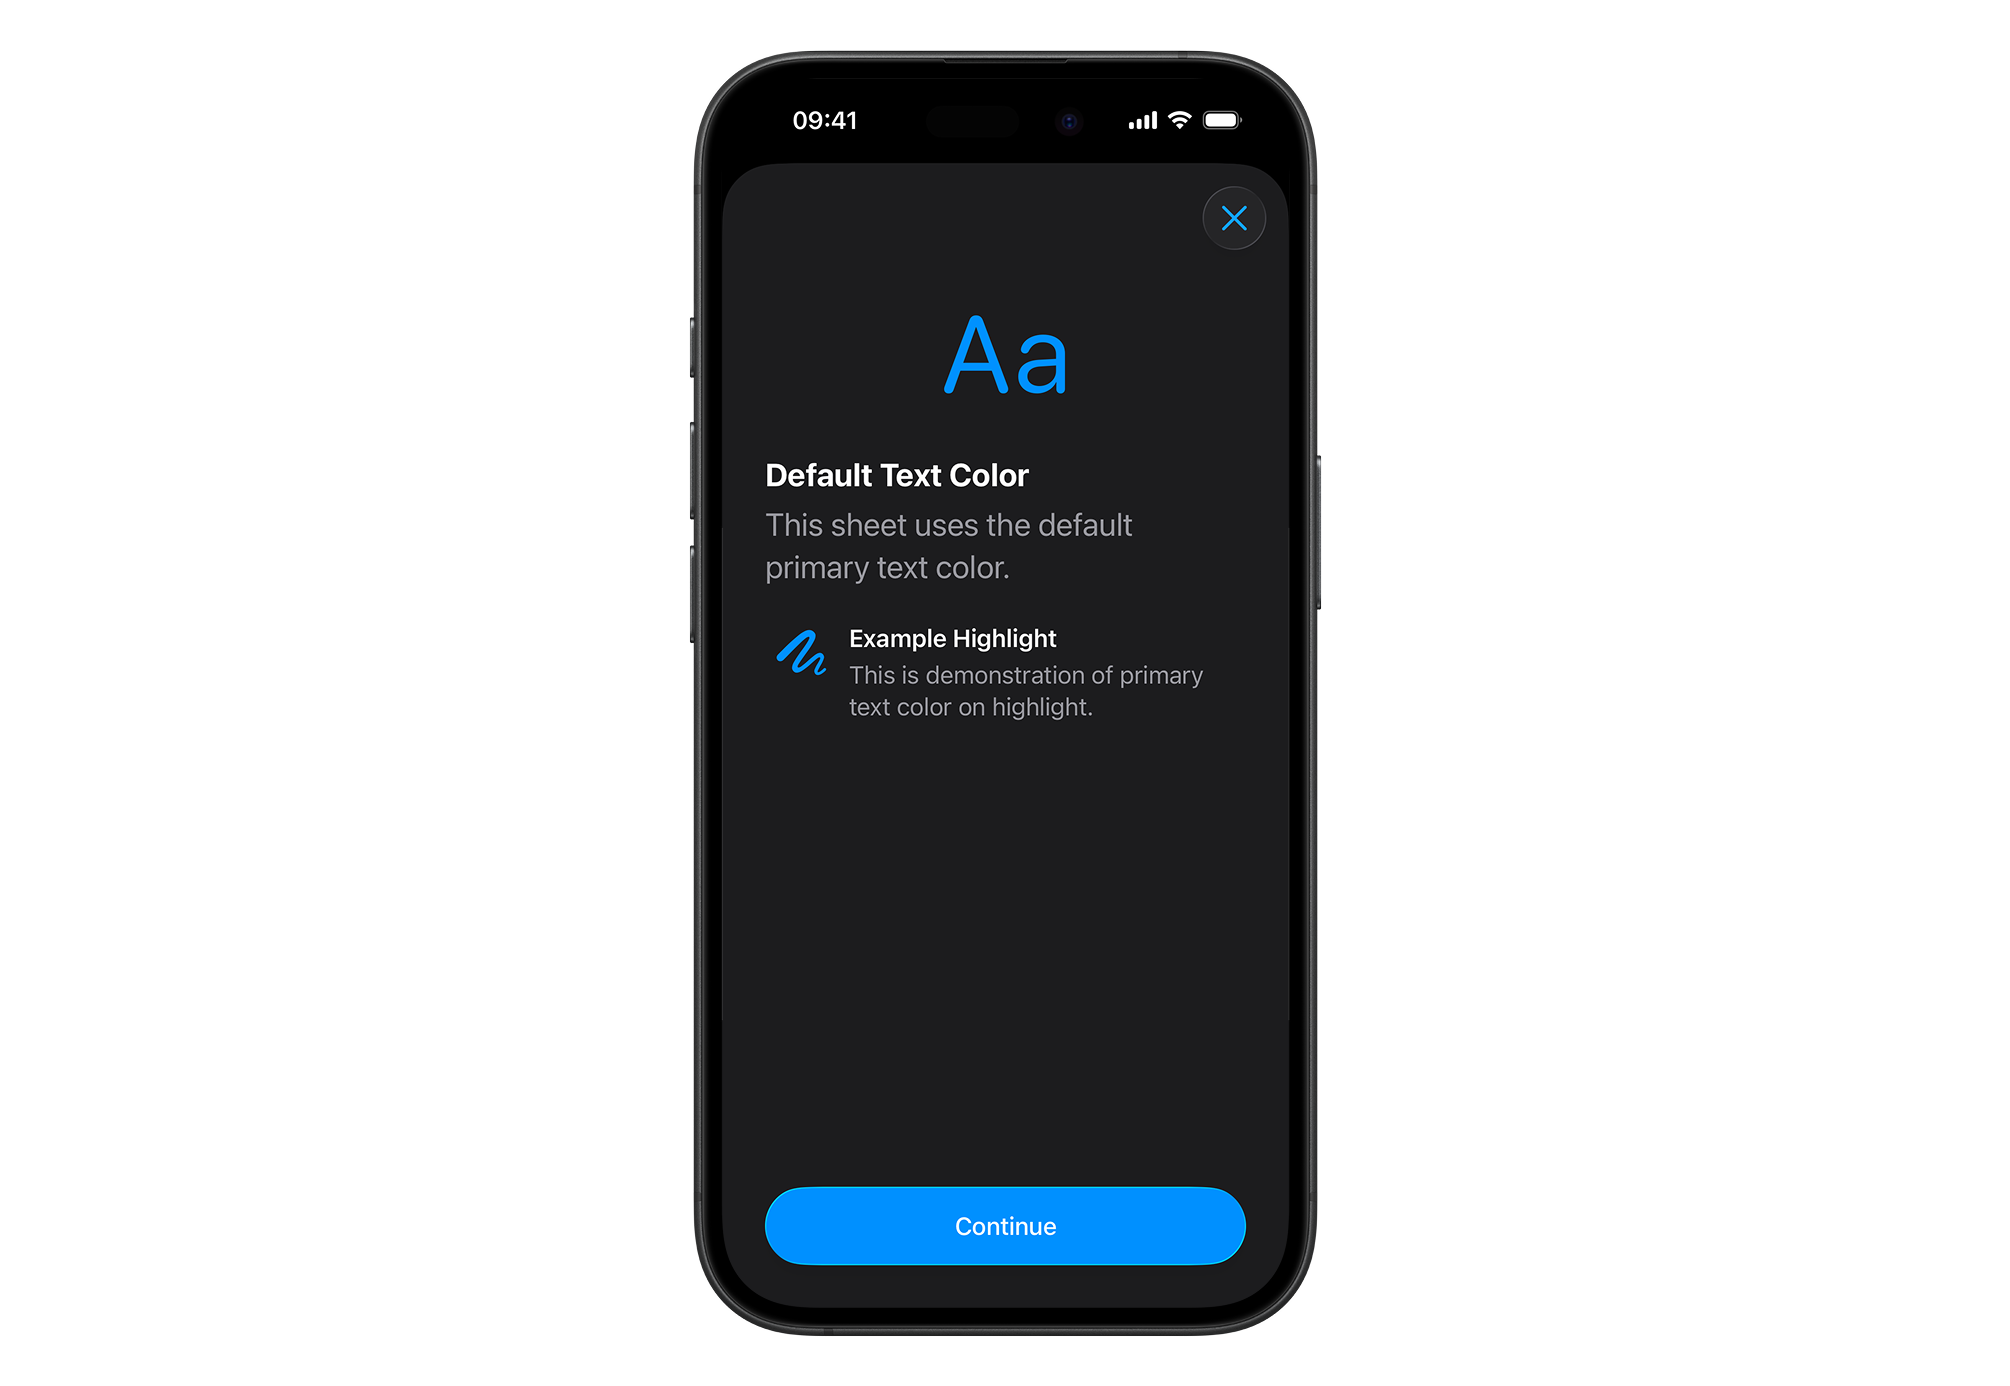 09:41
Aa
Default Text Color
This sheet uses the default
primary text color.
Example Highlight
This is demonstration of primary
text color on highlight.
Continue